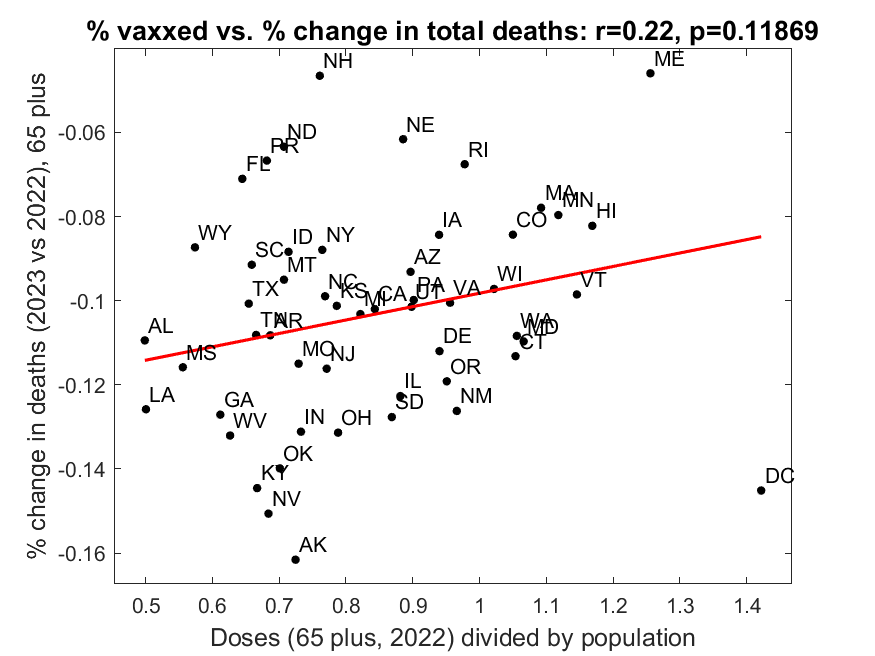 % vaxxed vs. % change in total deaths: r=0.22, p=0.11869
% change in deaths (2023 vs 2022), 65 plus
-0.06
-0.08
-0.1
-0.12
-0.14
-0.16
NH
ME
ND
PR
NE
RI
FL
MA
MN
HI
WY
ID
NY
IA
CO
SC
MT
AZ
TX
NC
KS
MI
CA
PA
UT
VA
WI
VT
AL
TN
AR
WA
MD
CT
MS
MO
NJ
DE
OR
LA
GA
WV
IL
SD
NM
IN
OH
OK
KY
NV
DC
AK
0.5 0.6 0.7 0.8 0.9 1 1.1 1.2 1.3 1.4
Doses (65 plus, 2022) divided by population